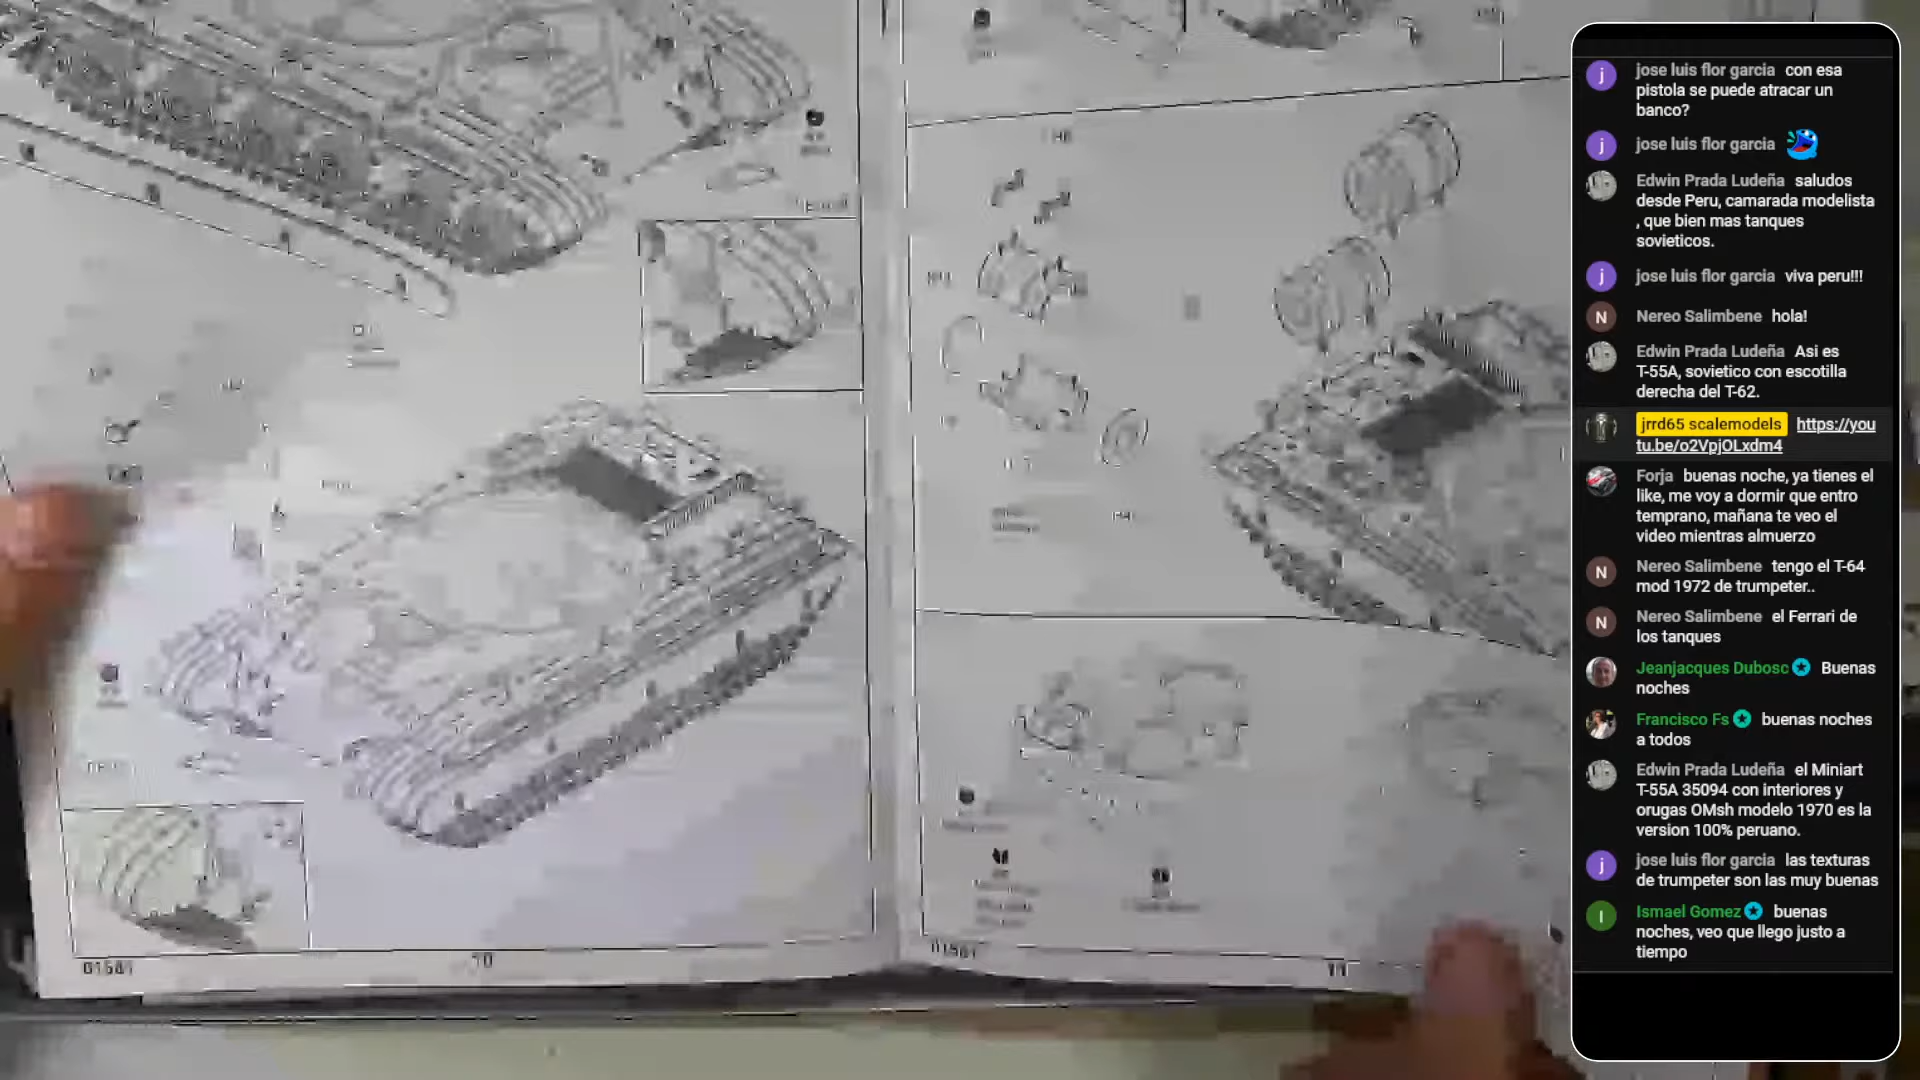 jose luis flor garcia con esa
pistola se puede atracar un
banco?
jose luis flor garcia
Edwin Prada Ludeña saludos
desde Peru, camarada modelista
, que bien mas tanques
sovieticos.
jose luis flor garcia viva peru!!!
Nereo Salimbene hola!
Edwin Prada Ludeña Asi es
T-55A, sovietico con escotilla
derecha del T-62.
jrrd65 scalemodels https://you
tu.be/o2VpjOLxdm4
Forja buenas noche, ya tienes el
like, me voy a dormir que entro
temprano, mañana te veo el
video mientras almuerzo
Nereo Salimbene tengo el T-64
mod 1972 de trumpeter..
Nereo Salimbene el Ferrari de
los tanques
Jeanjacques Dubosc Buenas
noches
Francisco Fs buenas noches
a todos
Edwin Prada Ludeña el Miniart
T-55A 35094 con interiores y
orugas OMsh modelo 1970 es la
version 100% peruano.
jose luis flor garcia las texturas
de trumpeter son las muy buenas
Ismael Gomez buenas
noches, veo que llego justo a
tiempo
01581
10
01581
11